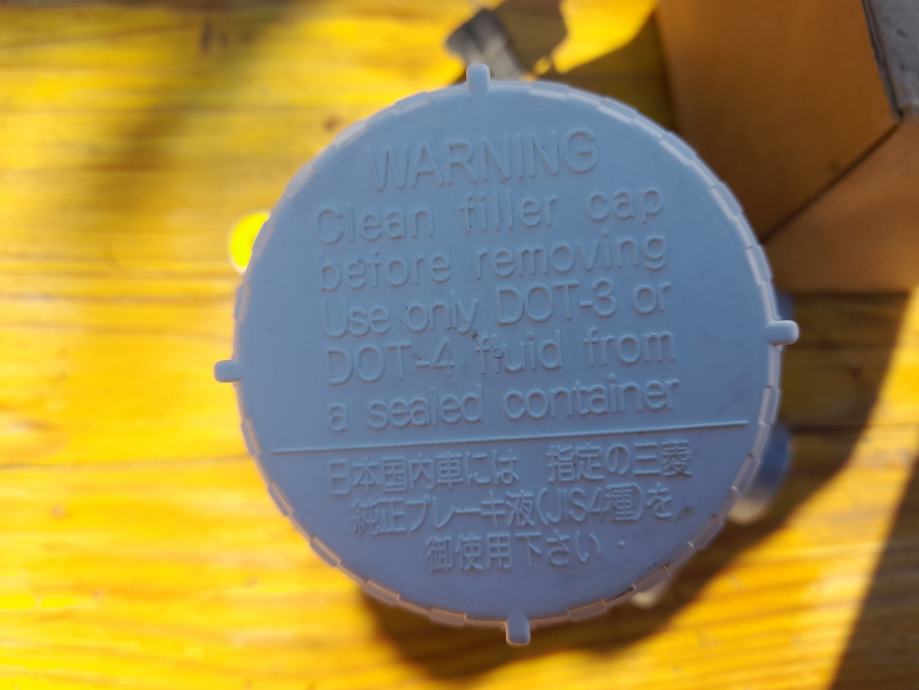 WARNING
Clean filler cap
before removing
Use only DOT-3 or
DOT-4 fluid from
a sealed container
日本国内車には 指定の三菱
純正ブレーキ液(JIS4種)を
御使用下さい。